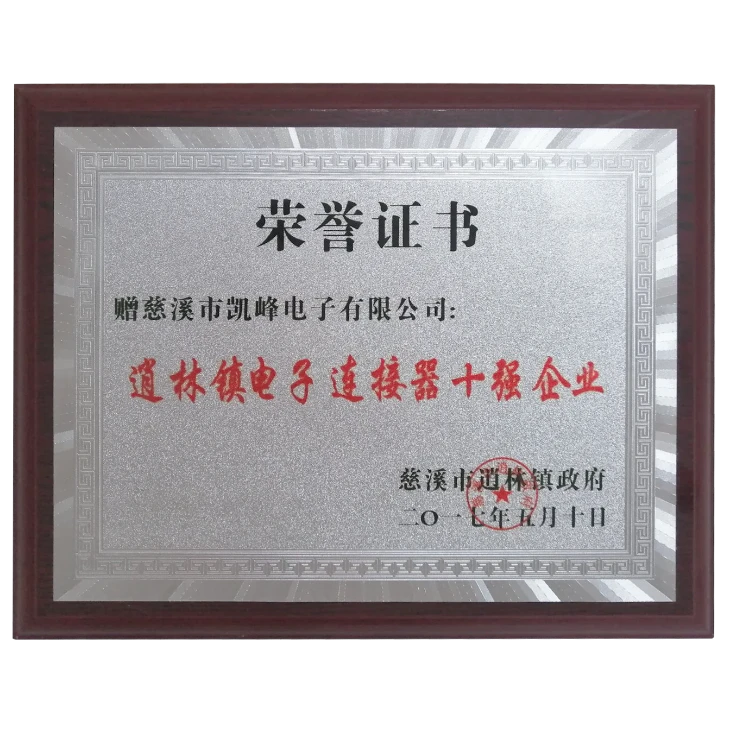 荣誉证书
赠慈溪市凯峰电子有限公司:
逍林镇电子连接器十强企业
慈溪市逍林镇政府
二〇一七年五月十日